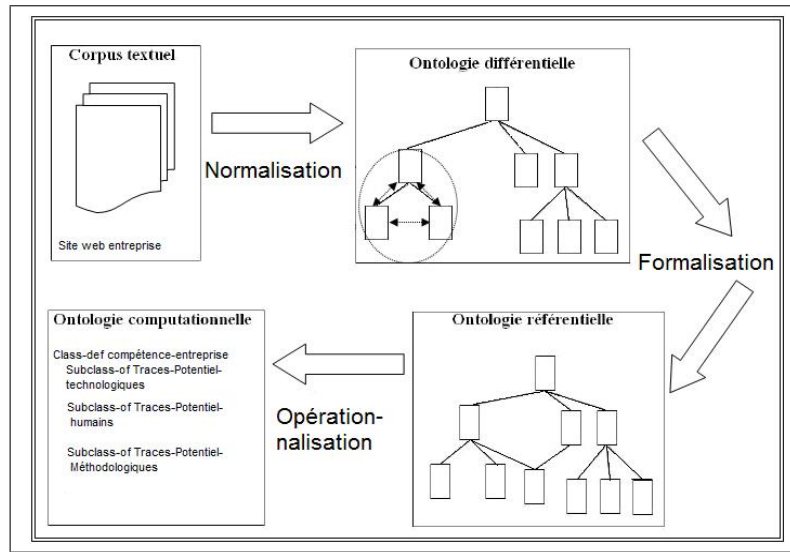 Corpus textuel
Site web entreprise
Normalisation
Ontologie différentielle
Formalisation
Ontologie référentielle
Opération-
nalisation
Ontologie computationnelle
Class-def compétence-entreprise
Subclass-of Traces-Potentiel-
technologiques
Subclass-of Traces-Potentiel-
humains
Subclass-of Traces-Potentiel-
Méthodologiques